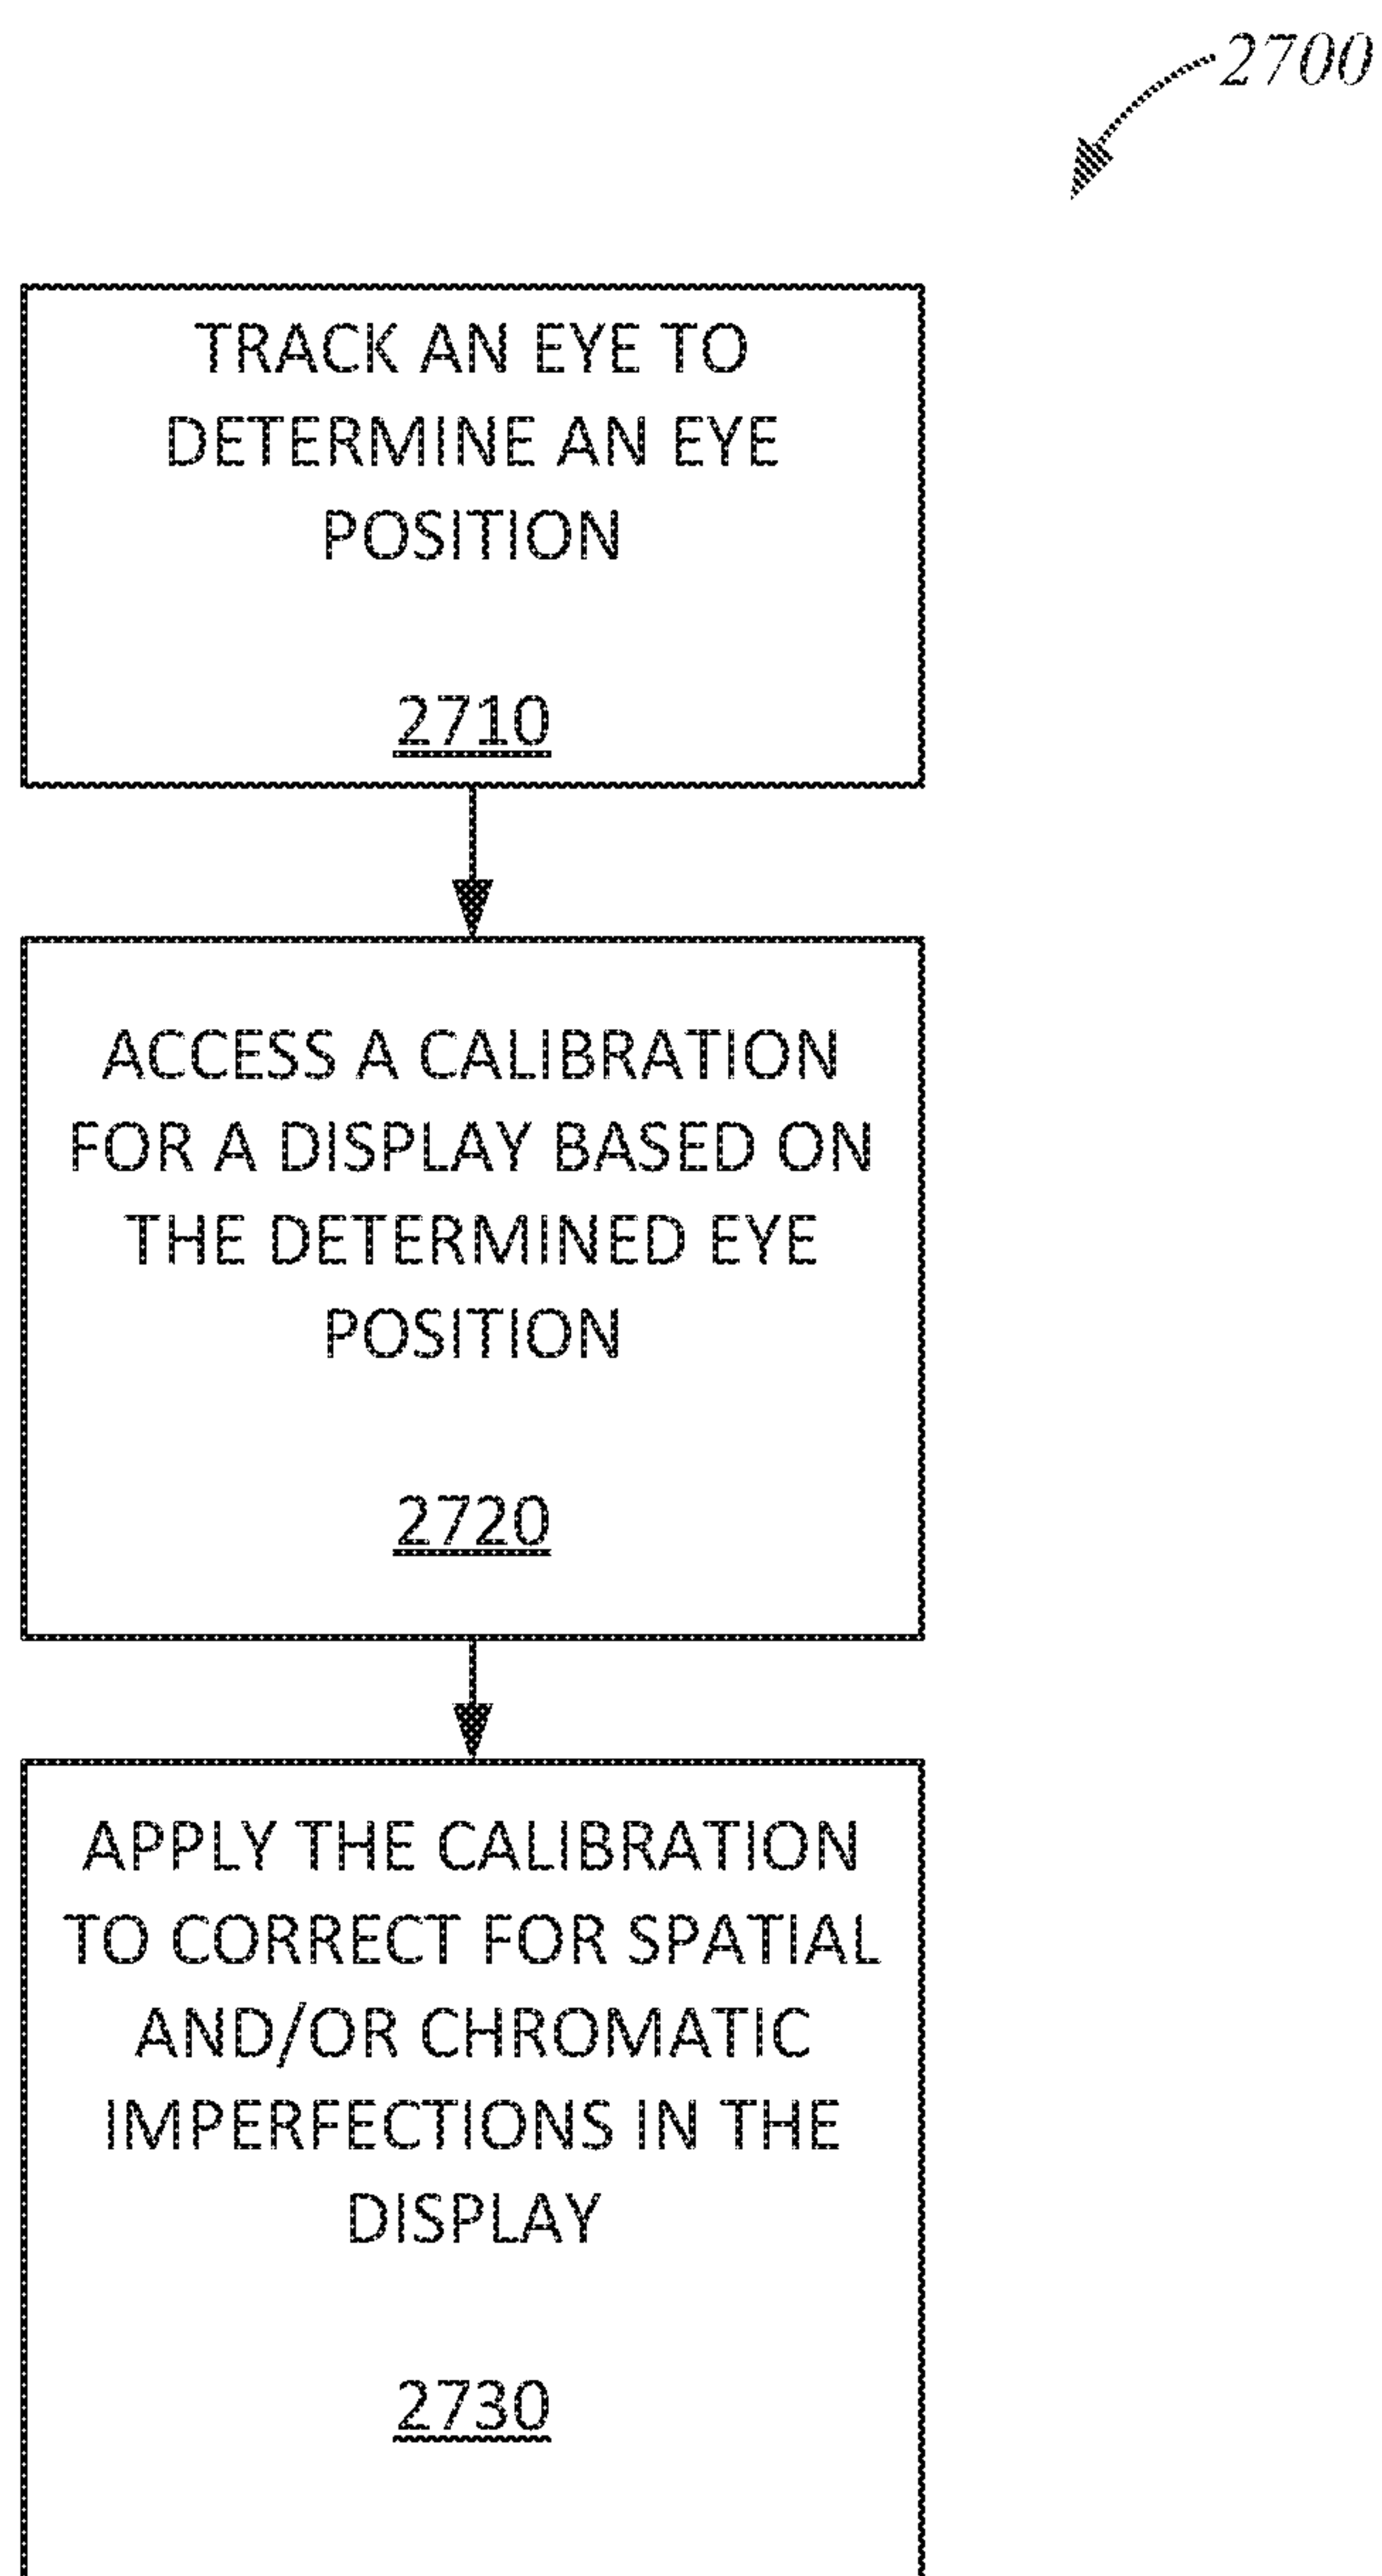 2700
TRACK AN EYE TO
DETERMINE AN EYE
POSITION
2710
ACCESS A CALIBRATION
FOR A DISPLAY BASED ON
THE DETERMINED EYE
POSITION
2720
APPLY THE CALIBRATION
TO CORRECT FOR SPATIAL
AND/OR CHROMATIC
IMPERFECTIONS IN THE
DISPLAY
2730